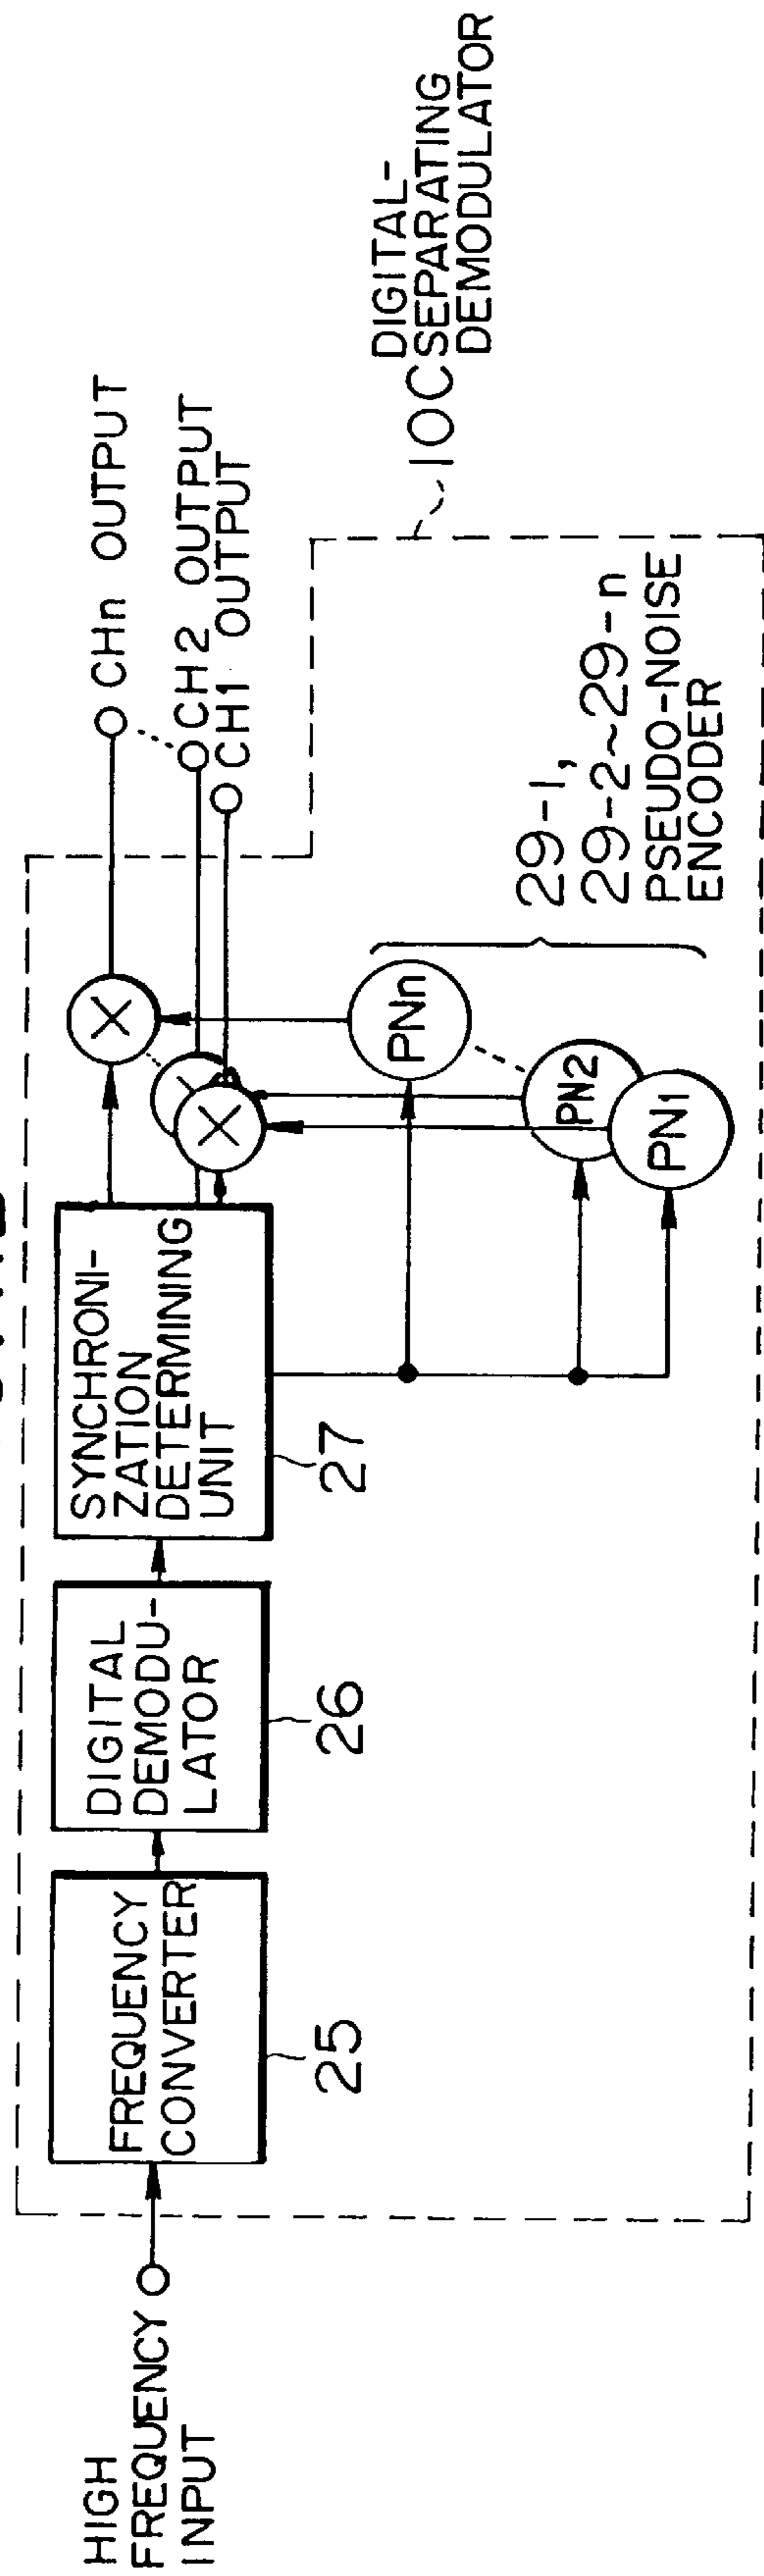 HIGH
FREQUENCY
INPUT
FREQUENCY
CONVERTER
25
DIGITAL
DEMODU-
LATOR
26
SYNCHRONI-
ZATION
DETERMINING
UNIT
27
CHn OUTPUT
CH2 OUTPUT
CH1 OUTPUT
PNn
PN2
PN1
29-1,
29-2~29-n
PSEUDO-NOISE
ENCODER
10C
DIGITAL-
SEPARATING
DEMODULATOR